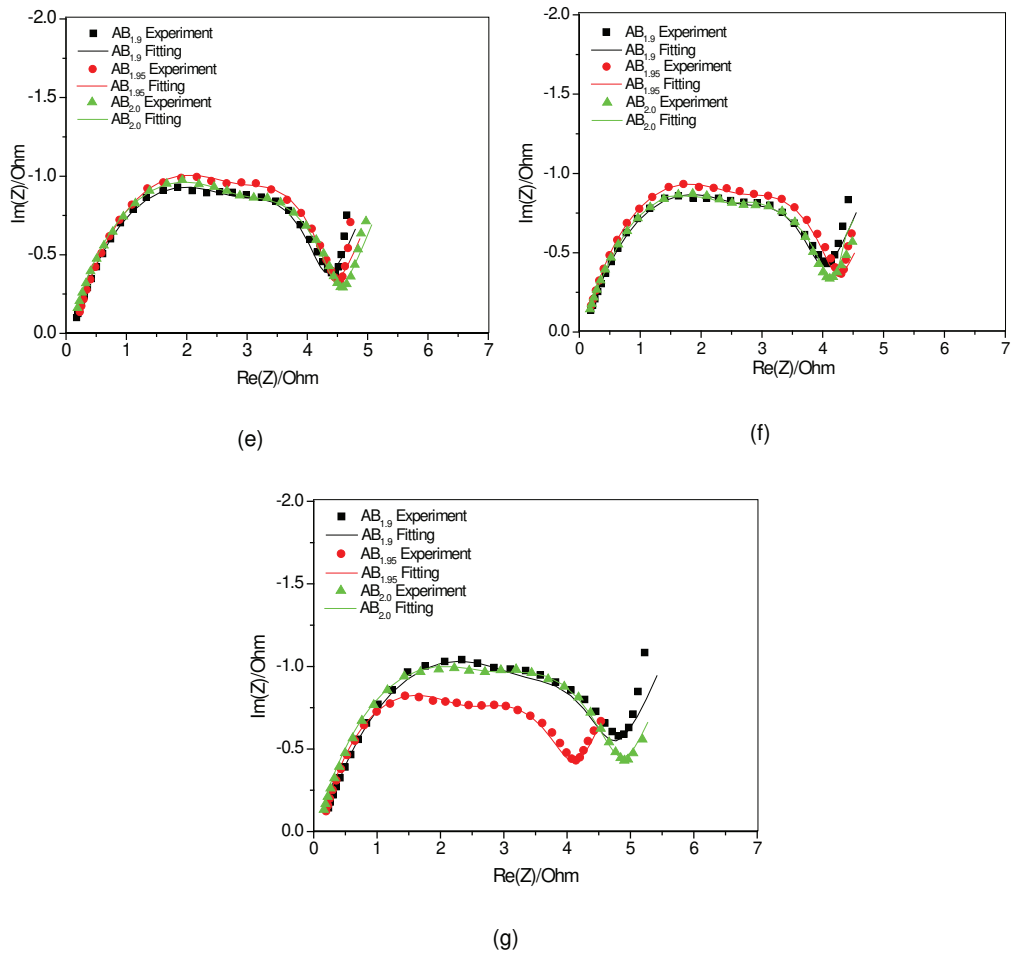 -2.0
-1.5
-1.0
-0.5
0.0
Im(Z)/Ohm
AB1.9 Experiment
AB1.9 Fitting
AB1.95 Experiment
AB1.95 Fitting
AB2.0 Experiment
AB2.0 Fitting
0 1 2 3 4 5 6 7
Re(Z)/Ohm
(e)
-2.0
-1.5
-1.0
-0.5
0.0
Im(Z)/Ohm
AB1.9 Experiment
AB1.9 Fitting
AB1.95 Experiment
AB1.95 Fitting
AB2.0 Experiment
AB2.0 Fitting
0 1 2 3 4 5 6 7
Re(Z)/Ohm
(f)
-2.0
-1.5
-1.0
-0.5
0.0
Im(Z)/Ohm
AB1.9 Experiment
AB1.9 Fitting
AB1.95 Experiment
AB1.95 Fitting
AB2.0 Experiment
AB2.0 Fitting
0 1 2 3 4 5 6 7
Re(Z)/Ohm
(g)